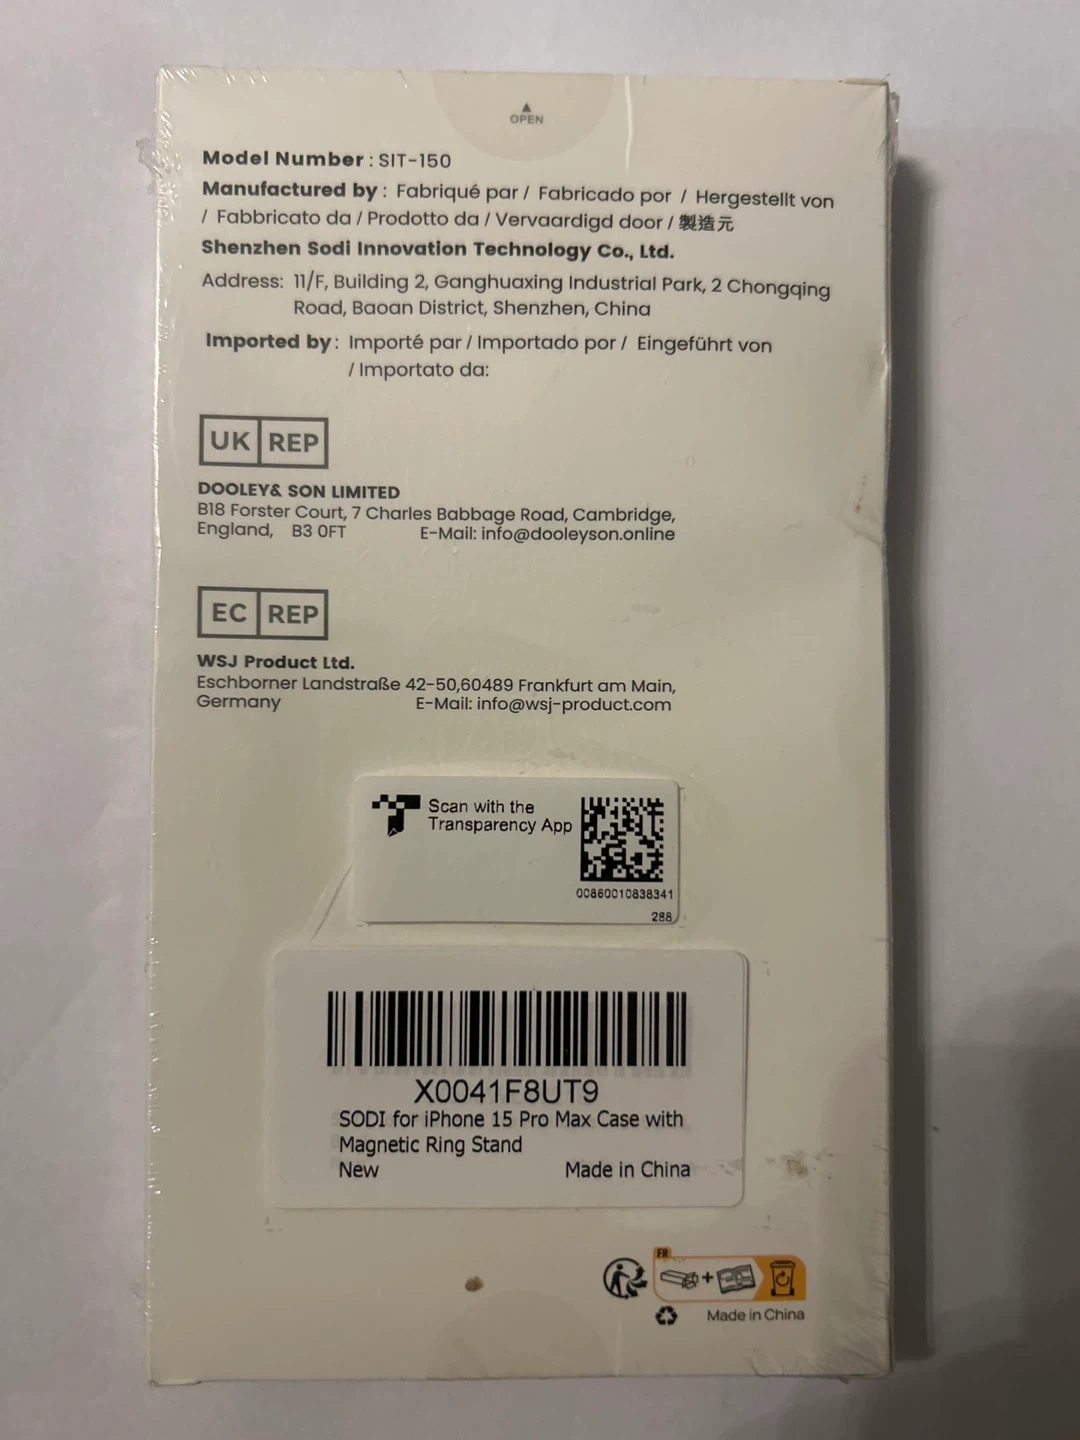 OPEN
Model Number : SIT-150
Manufactured by : Fabriqué par / Fabricado por / Hergestellt von
/ Fabbricato da / Prodotto da / Vervaardigd door / 製造元
Shenzhen Sodi Innovation Technology Co., Ltd.
Address: 11/F, Building 2, Ganghuaxing Industrial Park, 2 Chongqing
Road, Baoan District, Shenzhen, China
Imported by : Importé par / Importado por / Eingeführt von
/ Importato da:
UK REP
DOOLEY& SON LIMITED
B18 Forster Court, 7 Charles Babbage Road, Cambridge,
England, B3 0FT E-Mail: info@dooleyson.online
EC REP
WSJ Product Ltd.
Eschborner Landstraße 42-50,60489 Frankfurt am Main,
Germany E-Mail: info@wsj-product.com
Scan with the
Transparency App
00860010838341
288
X0041F8UT9
SODI for iPhone 15 Pro Max Case with
Magnetic Ring Stand
New Made in China
FR
Made in China